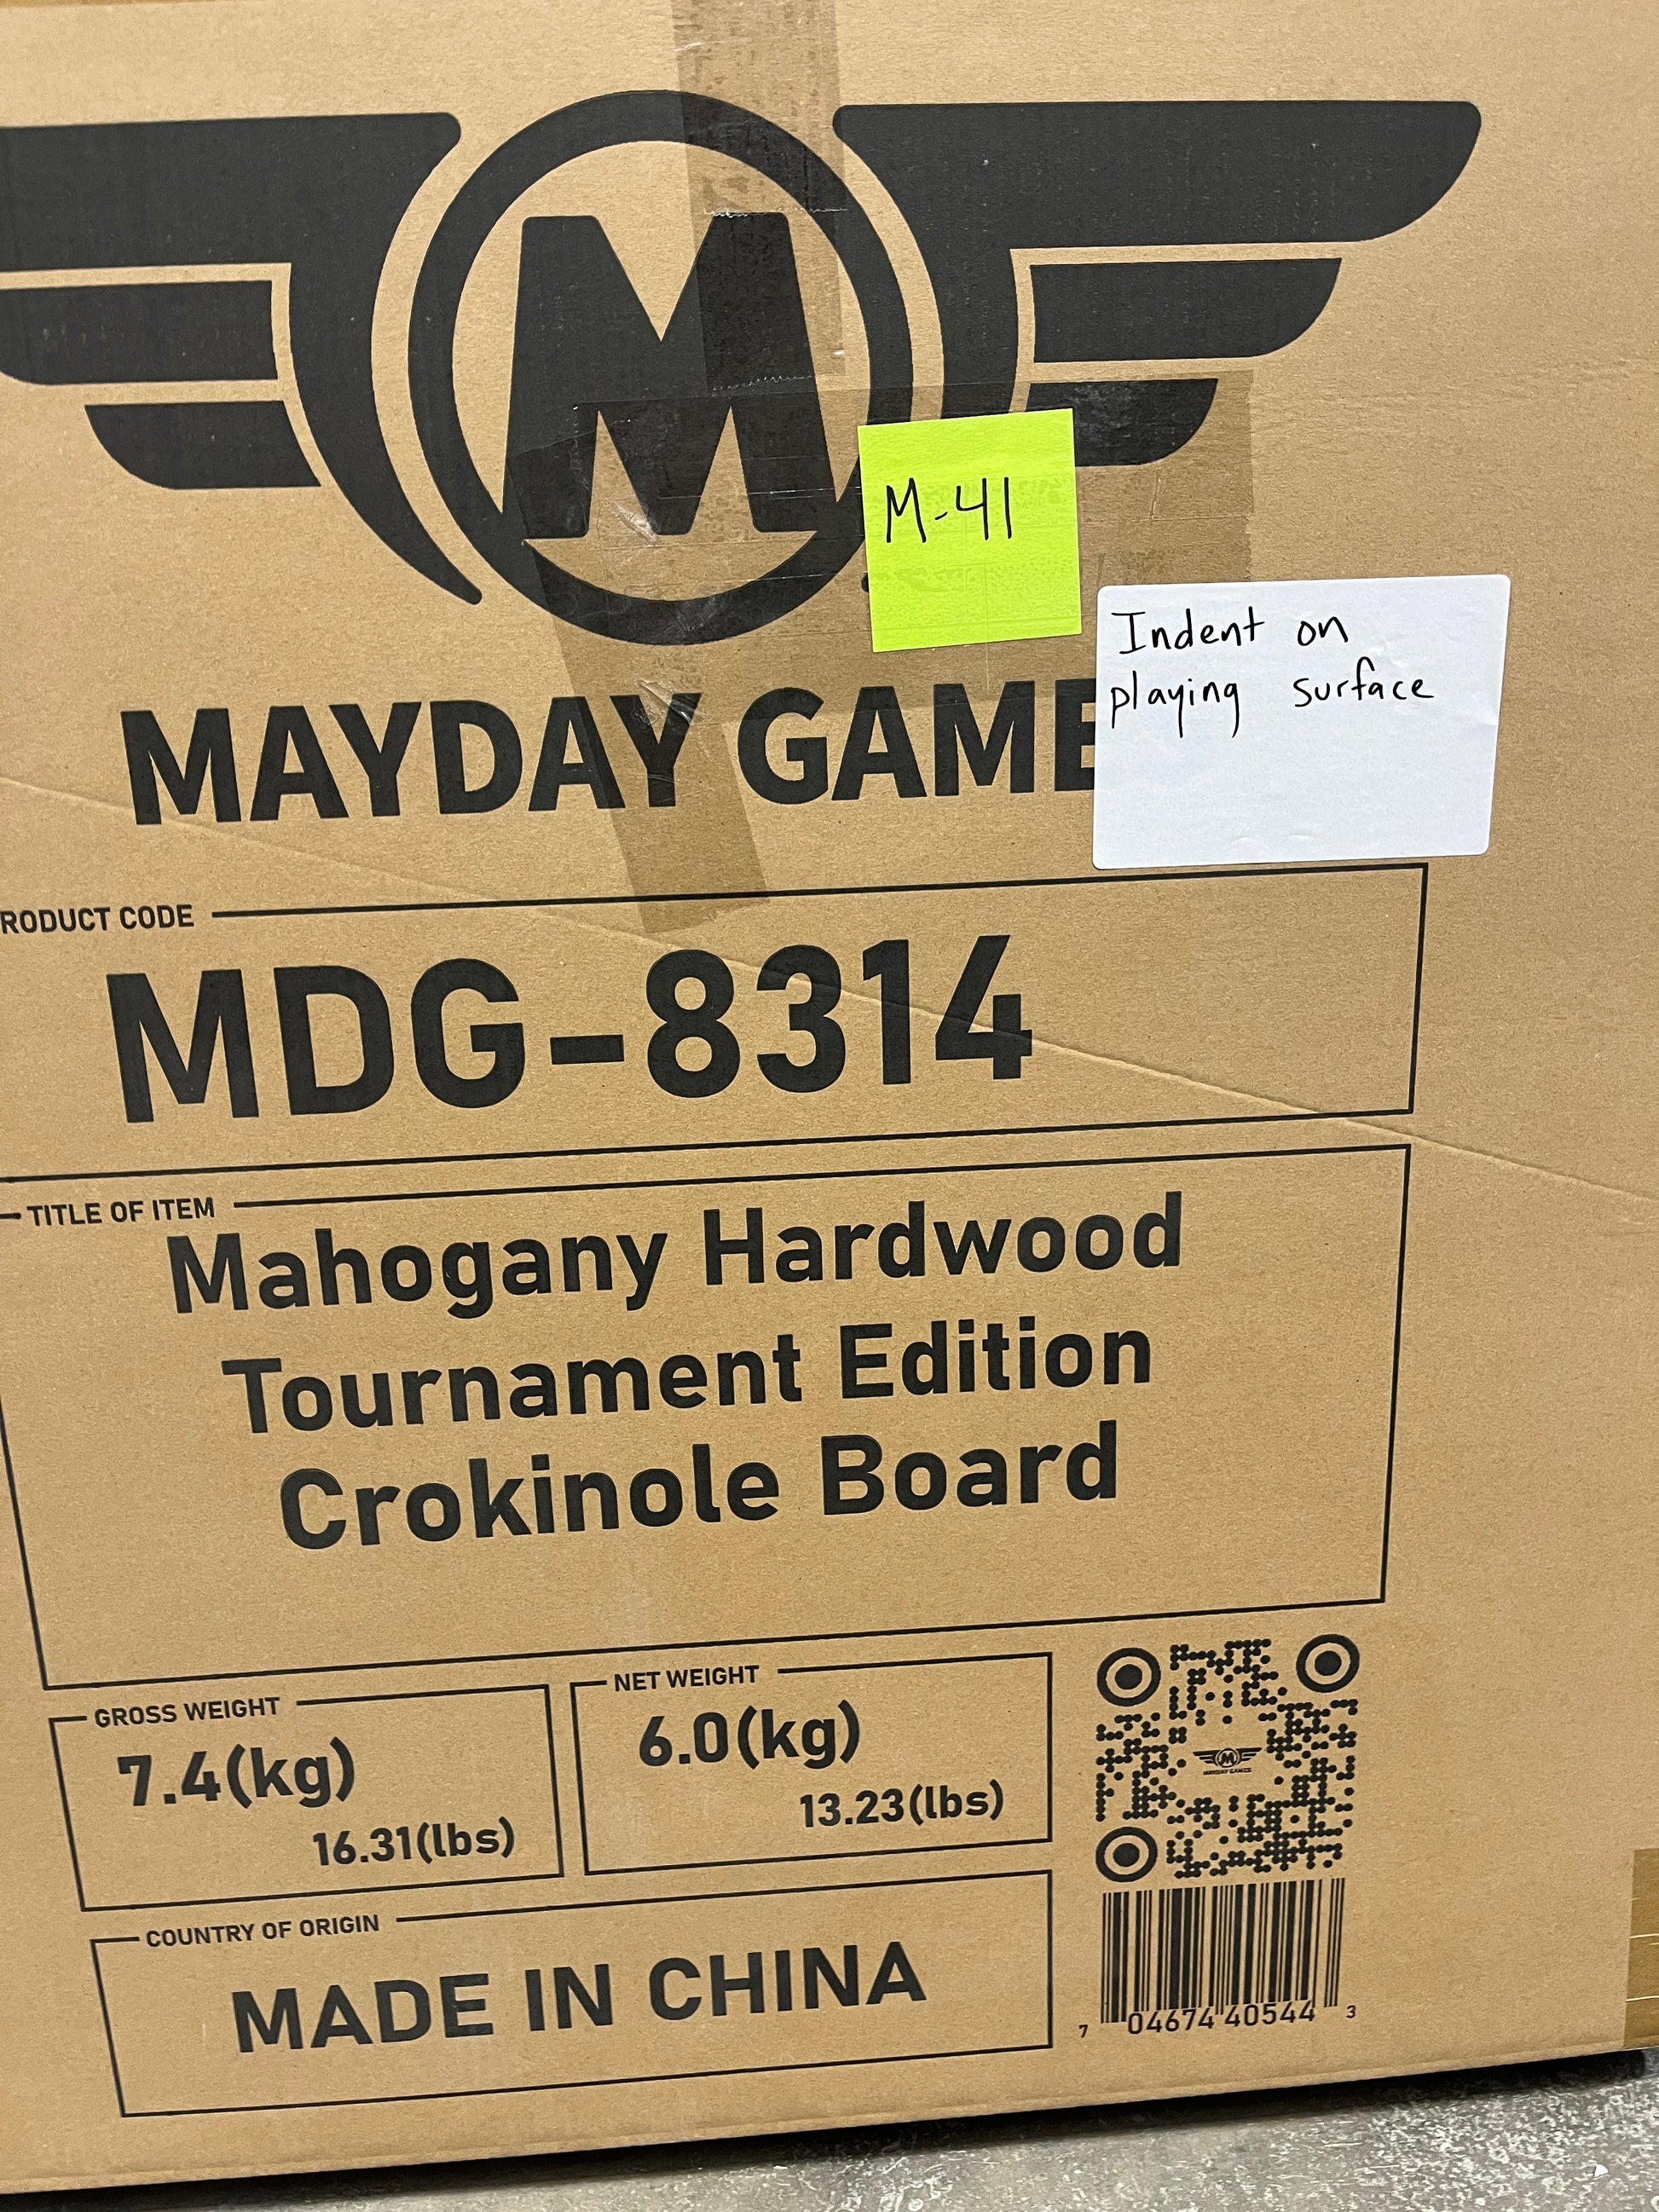 M
M-41
Indent on
playing surface
MAYDAY GAME
RODUCT CODE
MDG-8314
TITLE OF ITEM
Mahogany Hardwood
Tournament Edition
Crokinole Board
GROSS WEIGHT
7.4(kg)
16.31(lbs)
NET WEIGHT
6.0(kg)
13.23(lbs)
M
MAYDAY GAMES
COUNTRY OF ORIGIN
MADE IN CHINA
7 04674 40544 3